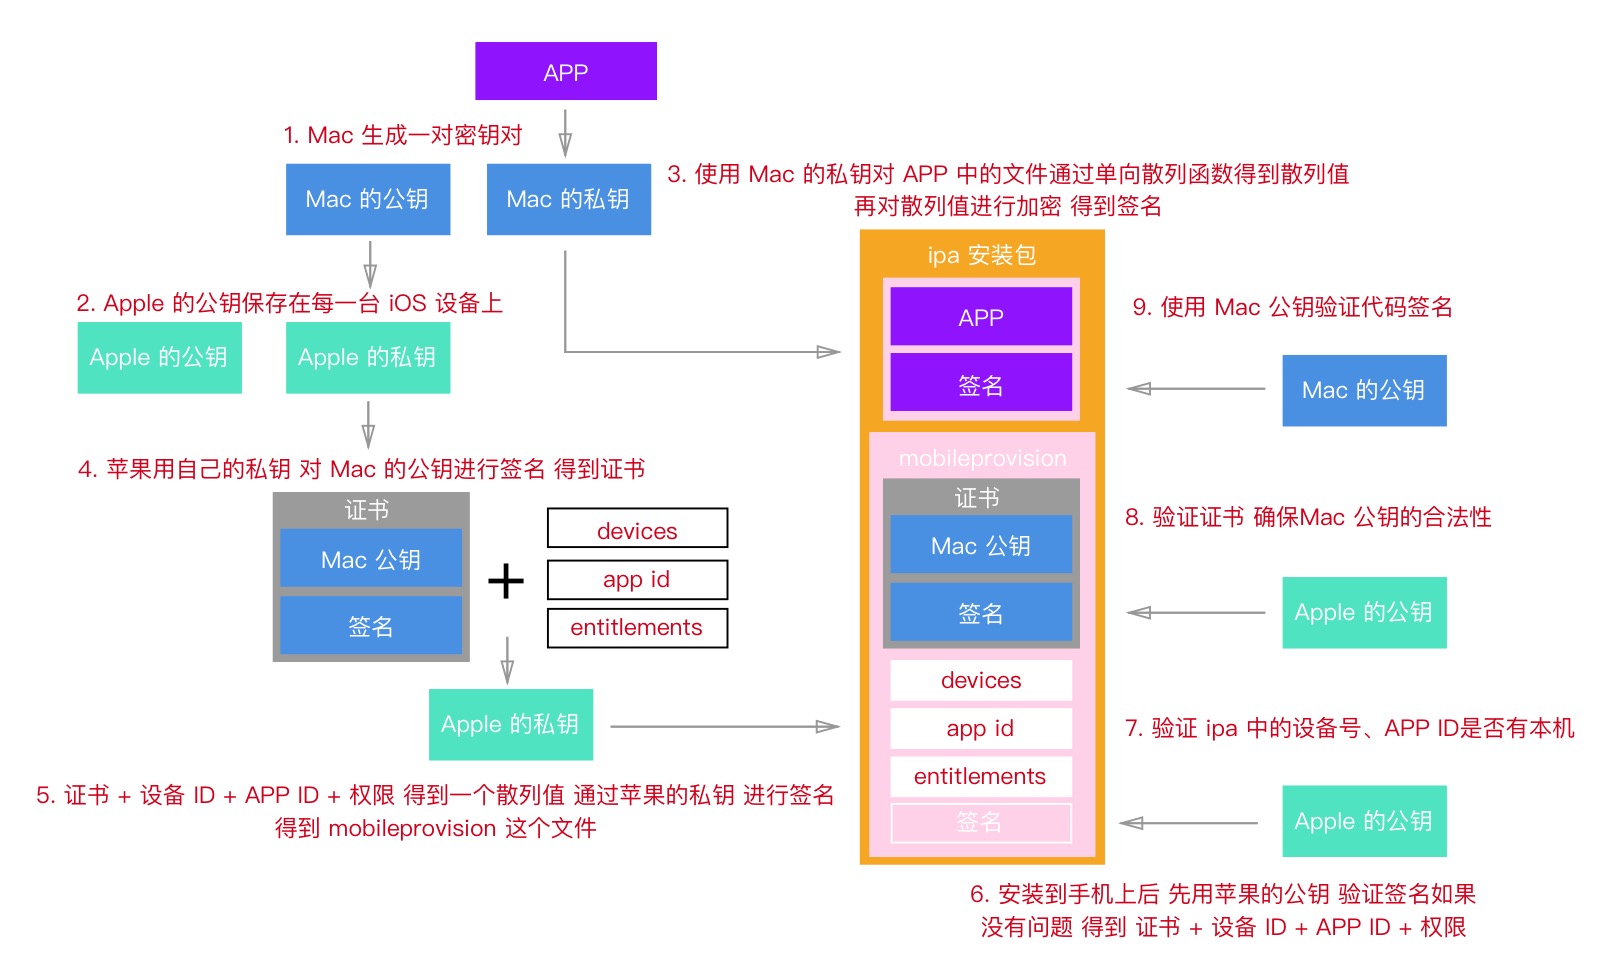 APP
1. Mac 生成一对密钥对
Mac 的公钥
Mac 的私钥
2. Apple 的公钥保存在每一台 iOS 设备上
Apple 的公钥
Apple 的私钥
3. 使用 Mac 的私钥对 APP 中的文件通过单向散列函数得到散列值
再对散列值进行加密 得到签名
4. 苹果用自己的私钥 对 Mac 的公钥进行签名 得到证书
证书
Mac 公钥
签名
+
devices
app id
entitlements
Apple 的私钥
5. 证书 + 设备 ID + APP ID + 权限 得到一个散列值 通过苹果的私钥 进行签名
得到 mobileprovision 这个文件
ipa 安装包
APP
签名
mobileprovision
证书
Mac 公钥
签名
devices
app id
entitlements
签名
9. 使用 Mac 公钥验证代码签名
Mac 的公钥
8. 验证证书 确保Mac 公钥的合法性
Apple 的公钥
7. 验证 ipa 中的设备号、APP ID是否有本机
Apple 的公钥
6. 安装到手机上后 先用苹果的公钥 验证签名如果
没有问题 得到 证书 + 设备 ID + APP ID + 权限